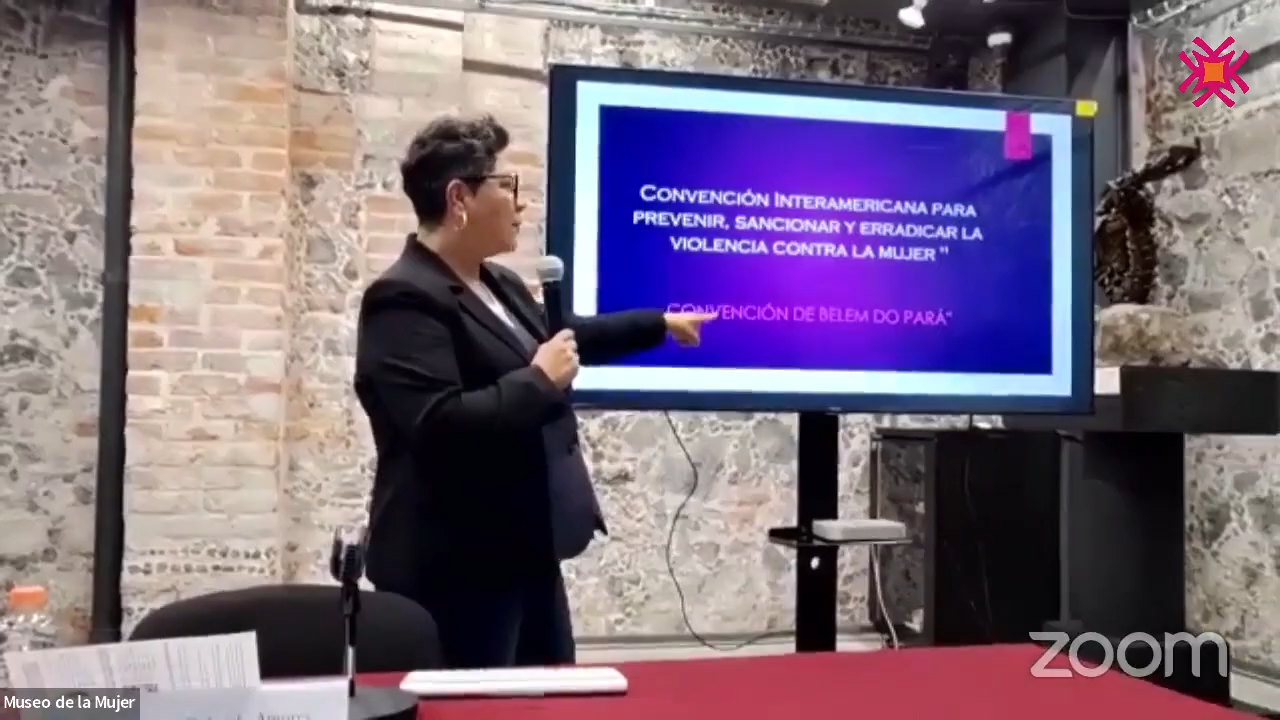 CONVENCIÓN INTERAMERICANA PARA
PREVENIR, SANCIONAR Y ERRADICAR LA
VIOLENCIA CONTRA LA MUJER "
CONVENCIÓN DE BELEM DO PARÁ"
zoom
Museo de la Mujer